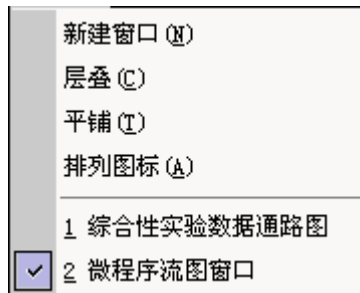 新建窗口(N)
层叠(C)
平铺(T)
排列图标(A)
1 综合性实验数据通路图
2 微程序流图窗口